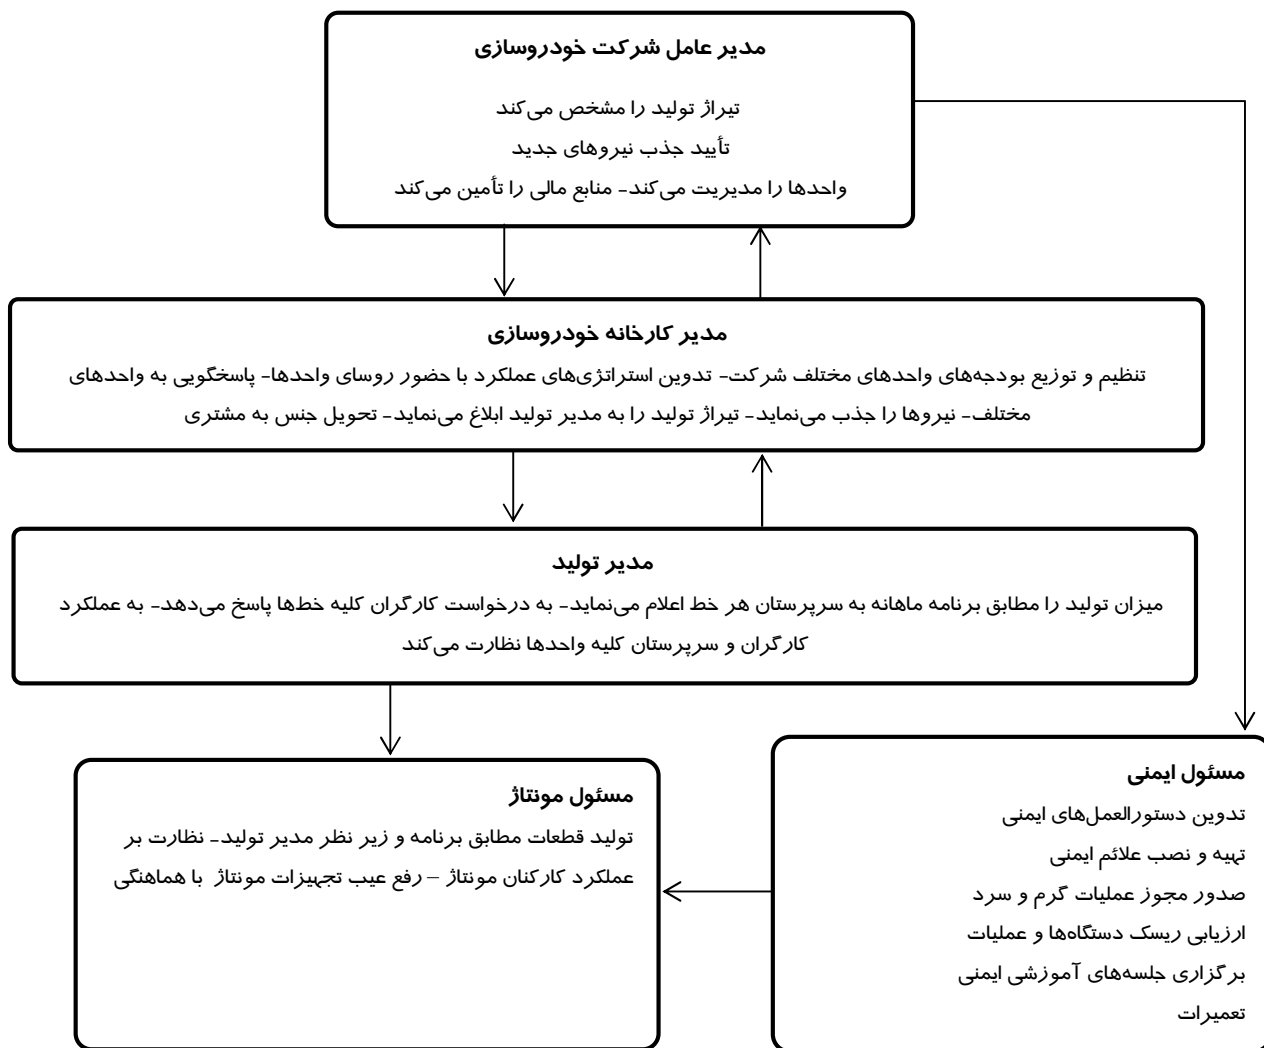 مدیر عامل شرکت خودروسازی
تیراژ تولید را مشخص می‌کند
تأیید جذب نیروهای جدید
واحدها را مدیریت می‌کند- منابع مالی را تأمین می‌کند
مدیر کارخانه خودروسازی
تنظیم و توزیع بودجه‌های واحدهای مختلف شرکت- تدوین استراتژی‌های عملکرد با حضور روسای واحدها- پاسخگویی به واحدهای
مختلف- نیروها را جذب می‌نماید- تیراژ تولید را به مدیر تولید ابلاغ می‌نماید- تحویل جنس به مشتری
مدیر تولید
میزان تولید را مطابق برنامه ماهانه به سرپرستان هر خط اعلام می‌نماید- به درخواست کارگران کلیه خط‌ها پاسخ می‌دهد- به عملکرد
کارگران و سرپرستان کلیه واحدها نظارت می‌کند
مسئول ایمنی
تدوین دستورالعمل‌های ایمنی
تهیه و نصب علائم ایمنی
صدور مجوز عملیات گرم و سرد
ارزیابی ریسک دستگاه‌ها و عملیات
برگزاری جلسه‌های آموزشی ایمنی
تعمیرات
مسئول مونتاژ
تولید قطعات مطابق برنامه و زیر نظر مدیر تولید- نظارت بر
عملکرد کارکنان مونتاژ – رفع عیب تجهیزات مونتاژ با هماهنگی